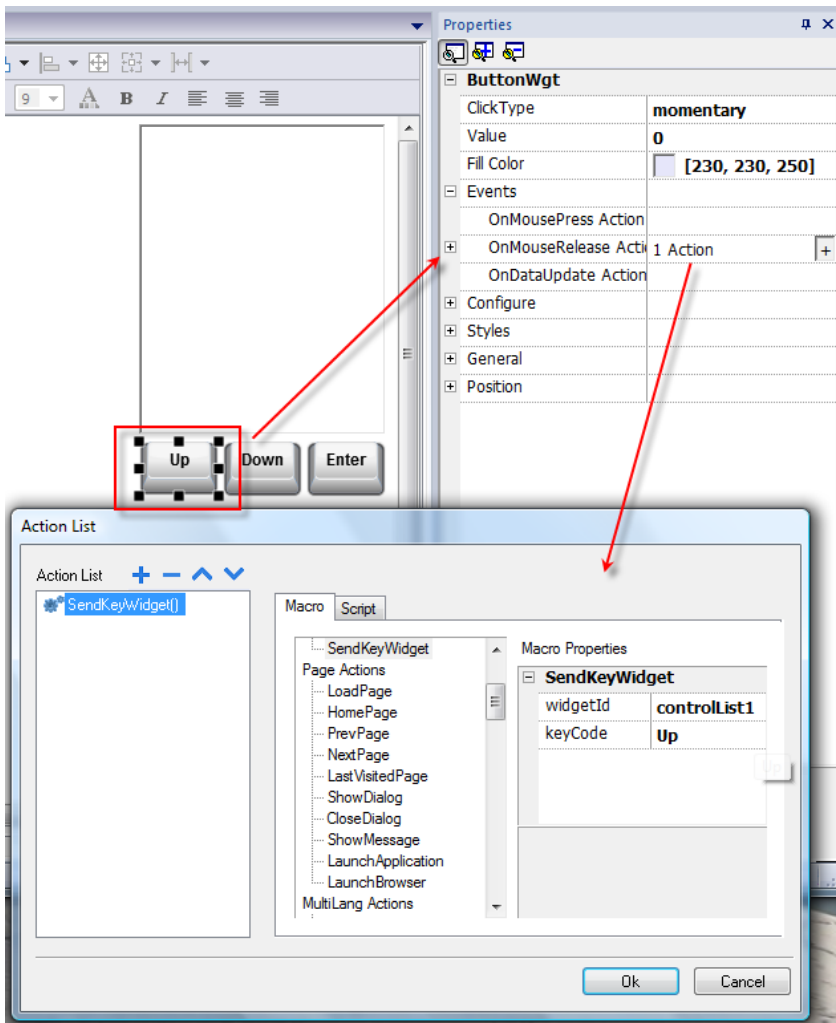 Properties
9 A B I
ButtonWgt
ClickType momentary
Value 0
Fill Color [230, 230, 250]
Events
OnMousePress Action
OnMouseRelease Acti 1 Action +
OnDataUpdate Action
Configure
Styles
General
Position
Up Down Enter
Action List
Action List
SendKeyWidget()
Macro Script
SendKeyWidget
Page Actions
LoadPage
HomePage
PrevPage
NextPage
LastVisitedPage
ShowDialog
CloseDialog
ShowMessage
LaunchApplication
LaunchBrowser
MultiLang Actions
Macro Properties
SendKeyWidget
widgetId controlList1
keyCode Up
Up
Ok Cancel